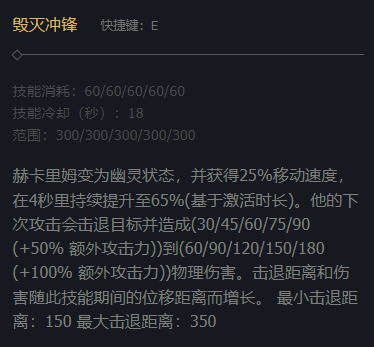 毁灭冲锋 快捷键：E
技能消耗：60/60/60/60/60
技能冷却（秒）：18
范围：300/300/300/300/300
赫卡里姆变为幽灵状态，并获得25%移动速度，
在4秒里持续提升至65%(基于激活时长)。他的下
次攻击会击退目标并造成(30/45/60/75/90
(+50% 额外攻击力))到(60/90/120/150/180
(+100% 额外攻击力))物理伤害。击退距离和伤
害随此技能期间的位移距离而增长。 最小击退距
离：150 最大击退距离：350